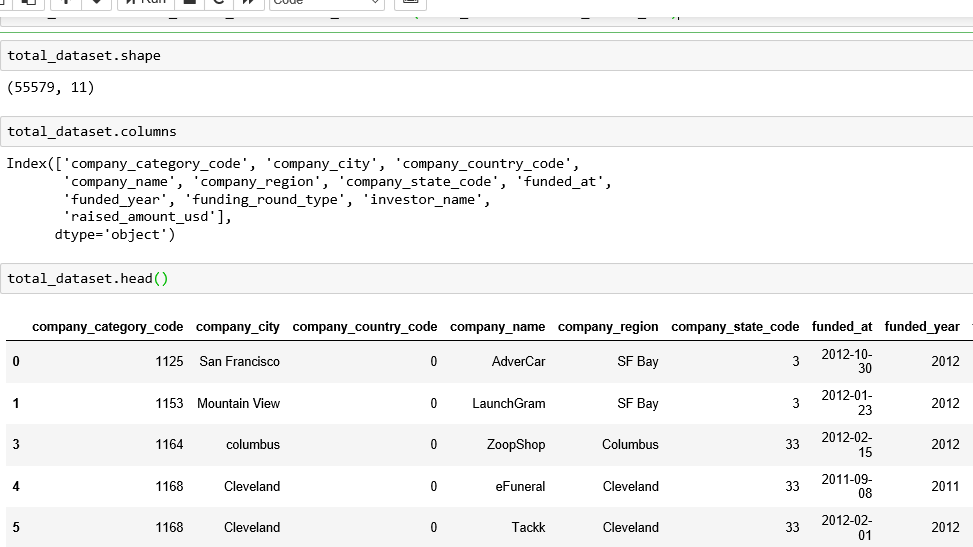 Run
Code
total_dataset.shape
(55579, 11)
total_dataset.columns
Index(['company_category_code', 'company_city', 'company_country_code',
'company_name', 'company_region', 'company_state_code', 'funded_at',
'funded_year', 'funding_round_type', 'investor_name',
'raised_amount_usd'],
dtype='object')
total_dataset.head()
company_category_code company_city company_country_code company_name company_region company_state_code funded_at funded_year
0 1125 San Francisco 0 AdverCar SF Bay 3 2012-10-
30 2012
1 1153 Mountain View 0 LaunchGram SF Bay 3 2012-01-
23 2012
3 1164 columbus 0 ZoopShop Columbus 33 2012-02-
15 2012
4 1168 Cleveland 0 eFuneral Cleveland 33 2011-09-
08 2011
5 1168 Cleveland 0 Tackk Cleveland 33 2012-02-
01 2012